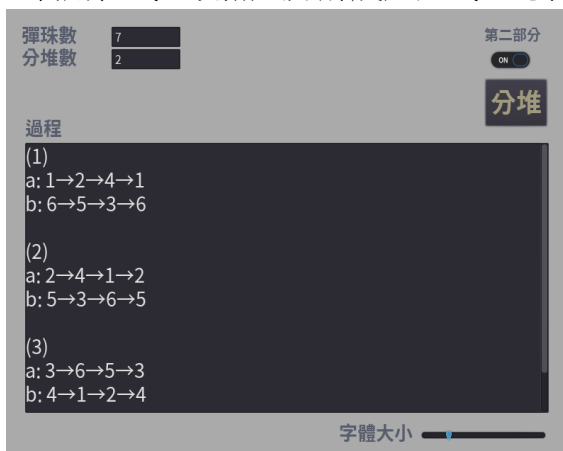 彈珠數 7
分堆數 2
第二部分
ON
分堆
過程
(1)
a: 1→2→4→1
b: 6→5→3→6
(2)
a: 2→4→1→2
b: 5→3→6→5
(3)
a: 3→6→5→3
b: 4→1→2→4
字體大小